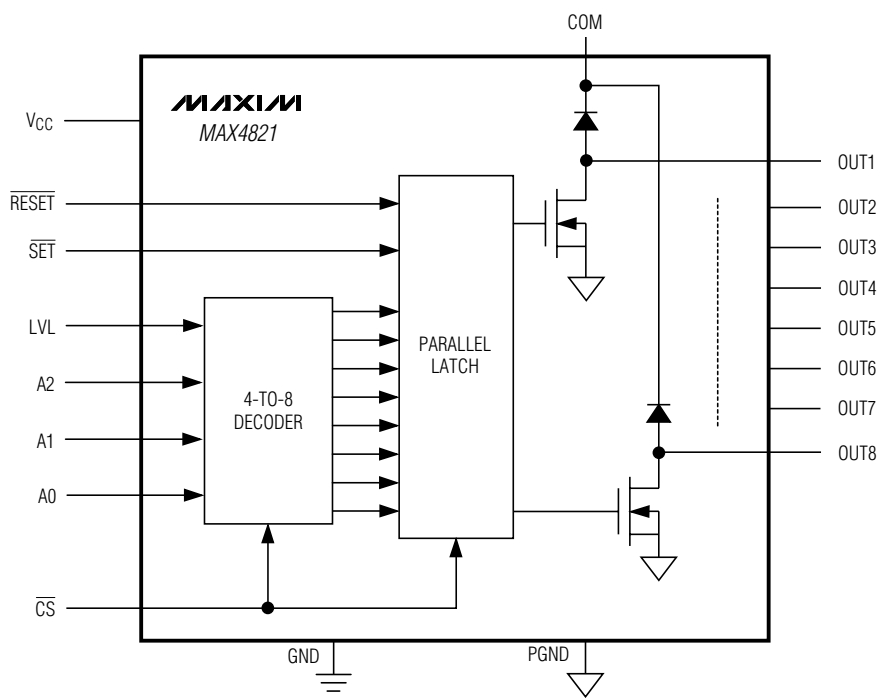 COM
MAXIM
MAX4821
VCC
RESET
SET
LVL
A2
A1
A0
CS
4-TO-8
DECODER
PARALLEL
LATCH
OUT1
OUT2
OUT3
OUT4
OUT5
OUT6
OUT7
OUT8
GND
PGND